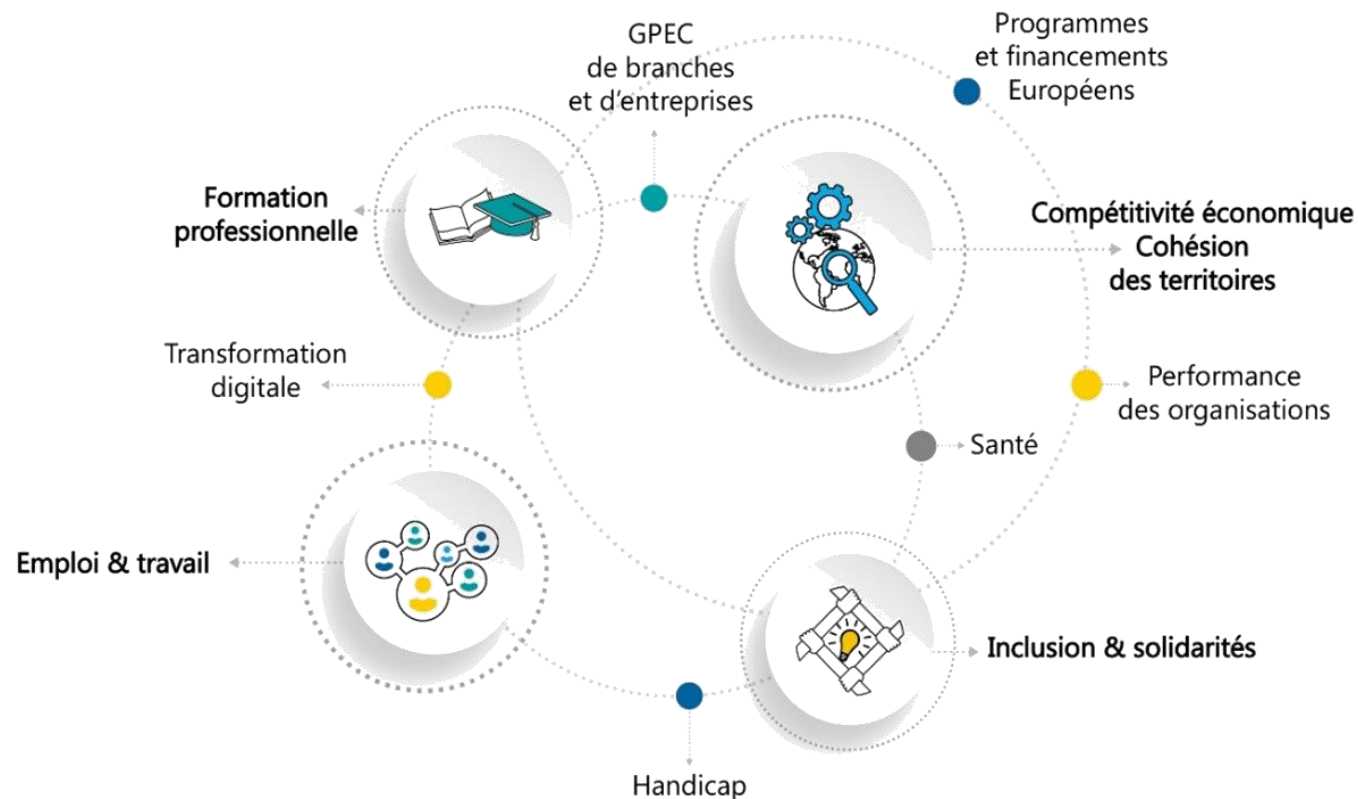 GPEC
de branches
et d'entreprises
Programmes
et financements
Européens
Formation
professionnelle
Compétitivité économique
Cohésion
des territoires
Transformation
digitale
Performance
des organisations
Santé
Emploi & travail
Inclusion & solidarités
Handicap